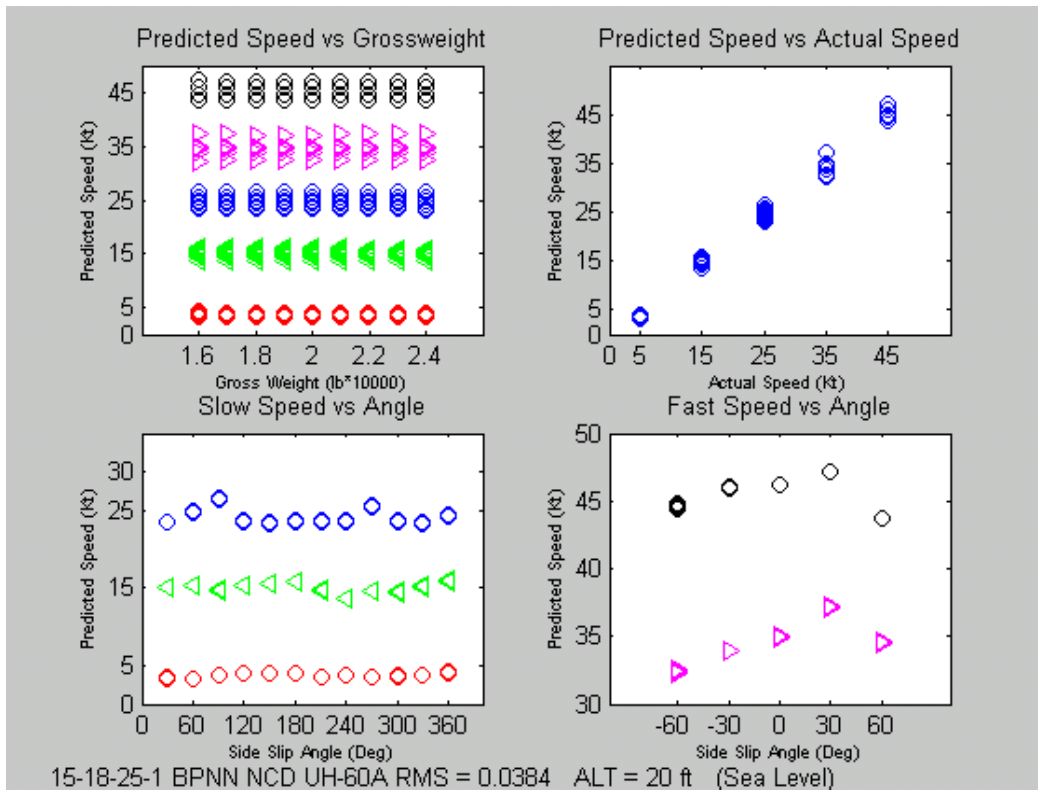 Predicted Speed vs Grossweight
Predicted Speed (Kt)
45
35
25
15
5
0
1.6 1.8 2 2.2 2.4
Gross Weight (lb*10000)
Predicted Speed vs Actual Speed
Predicted Speed (Kt)
45
35
25
15
5
0
0 5 15 25 35 45
Actual Speed (Kt)
Slow Speed vs Angle
Predicted Speed (Kt)
30
25
15
5
0
0 60 120 180 240 300 360
Side Slip Angle (Deg)
Fast Speed vs Angle
Predicted Speed (Kt)
50
45
40
35
30
-60 -30 0 30 60
Side Slip Angle (Deg)
15-18-25-1 BPNN NCD UH-60A RMS = 0.0384 ALT = 20 ft (Sea Level)